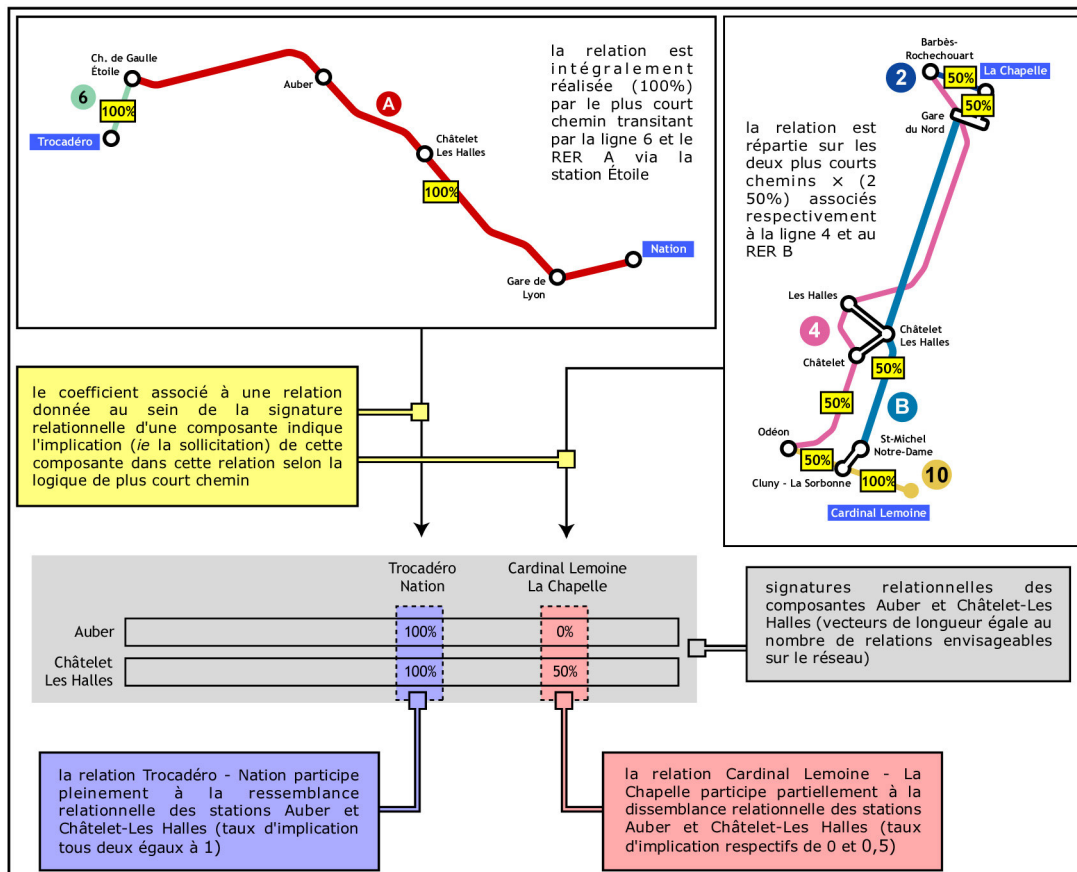 Ch. de Gaulle
Étoile
6
100%
Trocadéro
Auber
A
Châtelet
Les Halles
100%
Gare de
Lyon
Nation
la relation est
intégralement
réalisée (100%)
par le plus court
chemin transitant
par la ligne 6 et le
RER A via la
station Étoile
Barbès-
Rochechouart
2
50%
La Chapelle
50%
Gare
du Nord
la relation est
répartie sur les
deux plus courts
chemins × (2
50%) associés
respectivement
à la ligne 4 et au
RER B
Les Halles
4
Châtelet
Les Halles
Châtelet
50%
50%
B
Odéon
St-Michel
Notre-Dame
50%
Cluny - La Sorbonne
100%
10
Cardinal Lemoine
le coefficient associé à une relation
donnée au sein de la signature
relationnelle d'une composante indique
l'implication (ie la sollicitation) de cette
composante dans cette relation selon la
logique de plus court chemin
Trocadéro
Nation
Cardinal Lemoine
La Chapelle
Auber
100%
0%
Châtelet
Les Halles
100%
50%
signatures relationnelles des
composantes Auber et Châtelet-Les
Halles (vecteurs de longueur égale au
nombre de relations envisageables
sur le réseau)
la relation Trocadéro - Nation participe
pleinement à la ressemblance
relationnelle des stations Auber et
Châtelet-Les Halles (taux d'implication
tous deux égaux à 1)
la relation Cardinal Lemoine - La
Chapelle participe partiellement à la
dissemblance relationnelle des stations
Auber et Châtelet-Les Halles (taux
d'implication respectifs de 0 et 0,5)